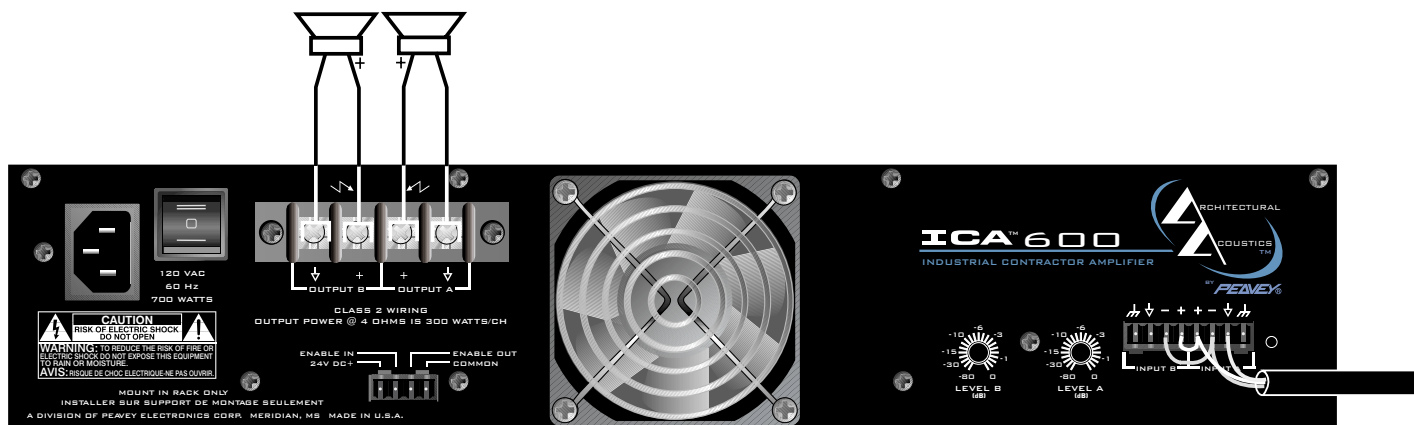 + +
120 VAC
60 Hz
700 WATTS
+ +
OUTPUT B OUTPUT A
CLASS 2 WIRING
OUTPUT POWER @ 4 OHMS IS 300 WATTS/CH
CAUTION
RISK OF ELECTRIC SHOCK
DO NOT OPEN
WARNING: TO REDUCE THE RISK OF FIRE OR
ELECTRIC SHOCK DO NOT EXPOSE THIS EQUIPMENT
TO RAIN OR MOISTURE.
AVIS: RISQUE DE CHOC ELECTRIQUE-NE PAS OUVRIR.
ENABLE IN ENABLE OUT
24V DC+ COMMON
MOUNT IN RACK ONLY
INSTALLER SUR SUPPORT DE MONTAGE SEULEMENT
A DIVISION OF PEAVEY ELECTRONICS CORP. MERIDIAN, MS MADE IN U.S.A.
ICA™ 600
INDUSTRIAL CONTRACTOR AMPLIFIER
ARCHITECTURAL
ACOUSTICS
TM
BY PEAVEY®
- + + -
INPUT B INPUT
-6
-10 -3
-15
-30 -1
-80 0
LEVEL B
(dB)
-6
-10 -3
-15
-30 -1
-80 0
LEVEL A
(dB)